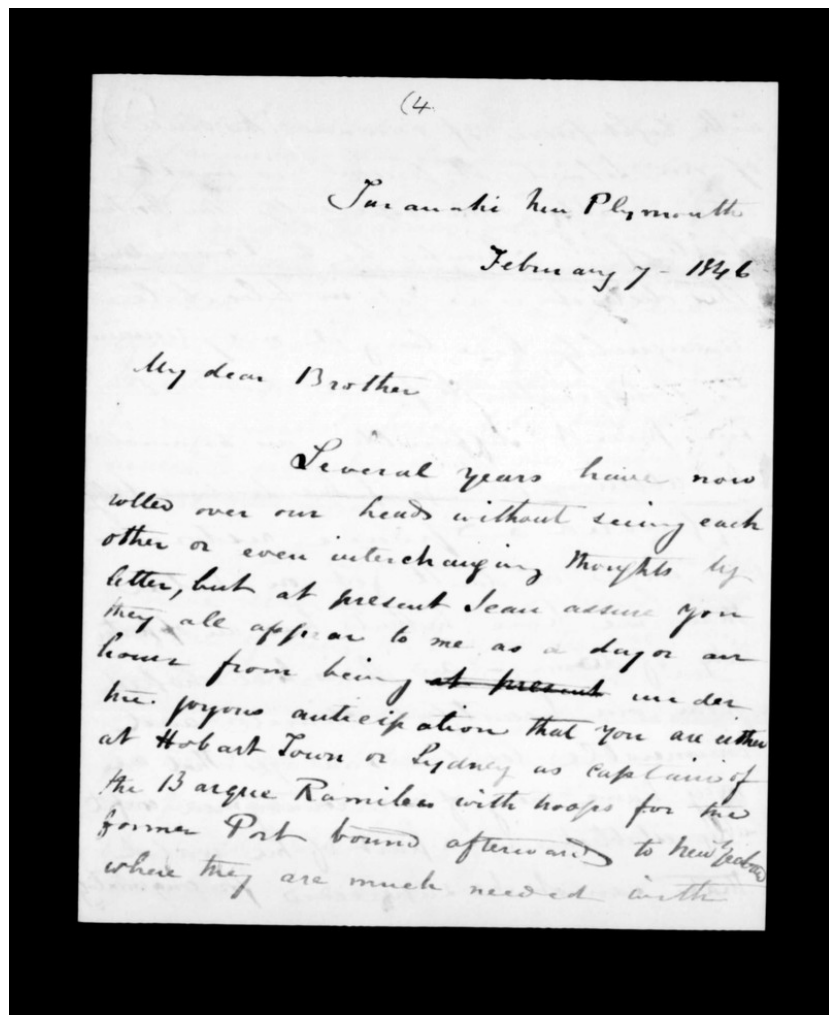 (4
Taranaki New Plymouth
February 7 - 1846
My dear Brother
Several years have now
rolled over our heads without seeing each
other or even interchanging thoughts by
letter, but at present I can assure you
they all appear to me as a day or an
hour from being at present under
the joyous anticipation that you are either
at Hobart Town or Sydney as captain of
the Barque Ramilies with troops for the
former Port bound afterwards to New Zealand
where they are much needed